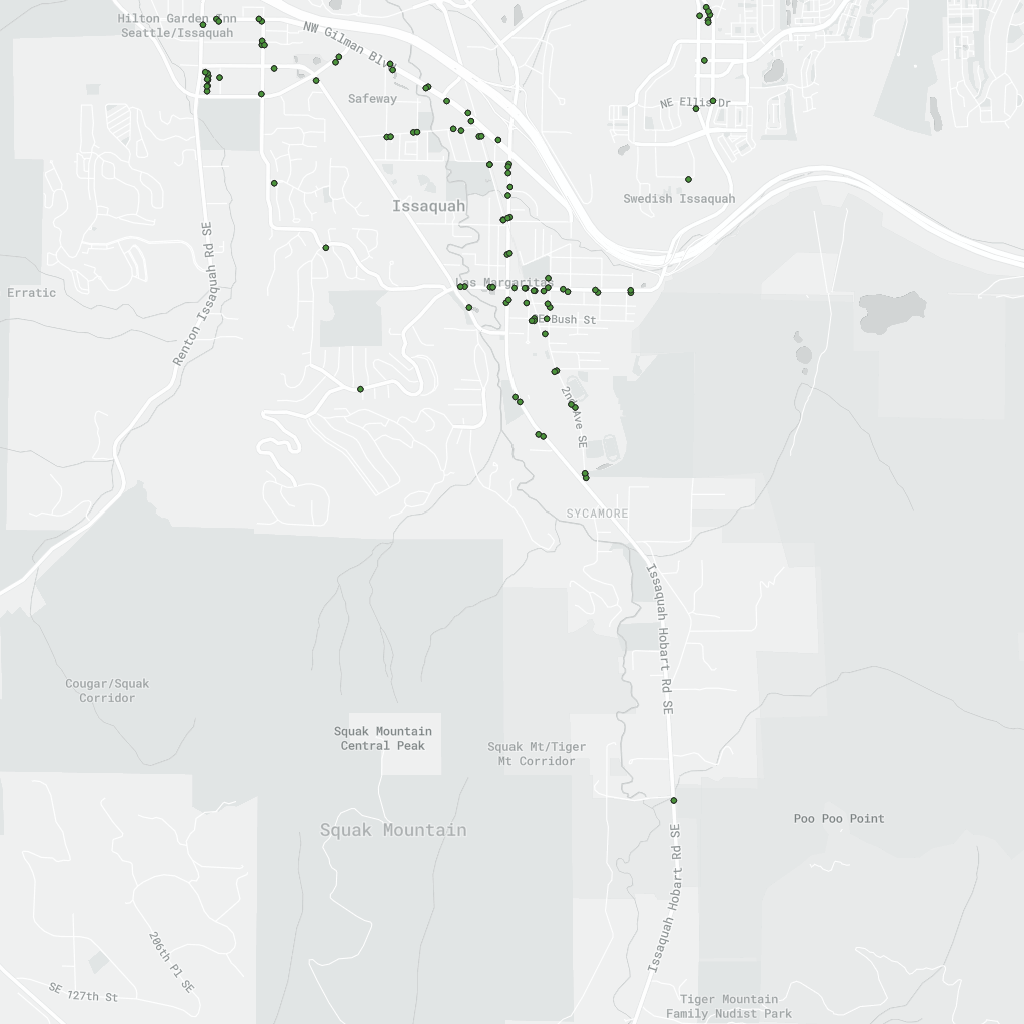 Hilton Garden Inn
Seattle/Issaquah
NW Gilman Blvd
Safeway
NE Ellis Dr
Swedish Issaquah
Issaquah
Renton Issaquah Rd SE
Erratic
Las Margaritas
E Bush St
2nd Ave SE
SYCAMORE
Issaquah Hobart Rd SE
Cougar/Squak
Corridor
Squak Mountain
Central Peak
Squak Mt/Tiger
Mt Corridor
Squak Mountain
Poo Poo Point
Issaquah Hobart Rd SE
206th Pl SE
SE 127th St
Tiger Mountain
Family Nudist Park